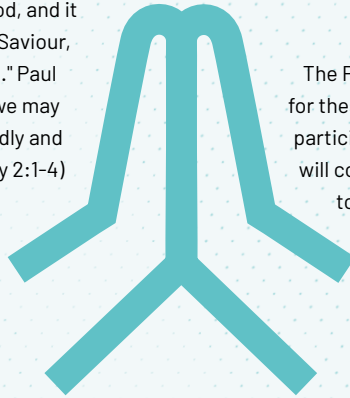 od, and it
Saviour,
." Paul
we may
dly and
y 2:1-4)
The
for the
partic
will co
to